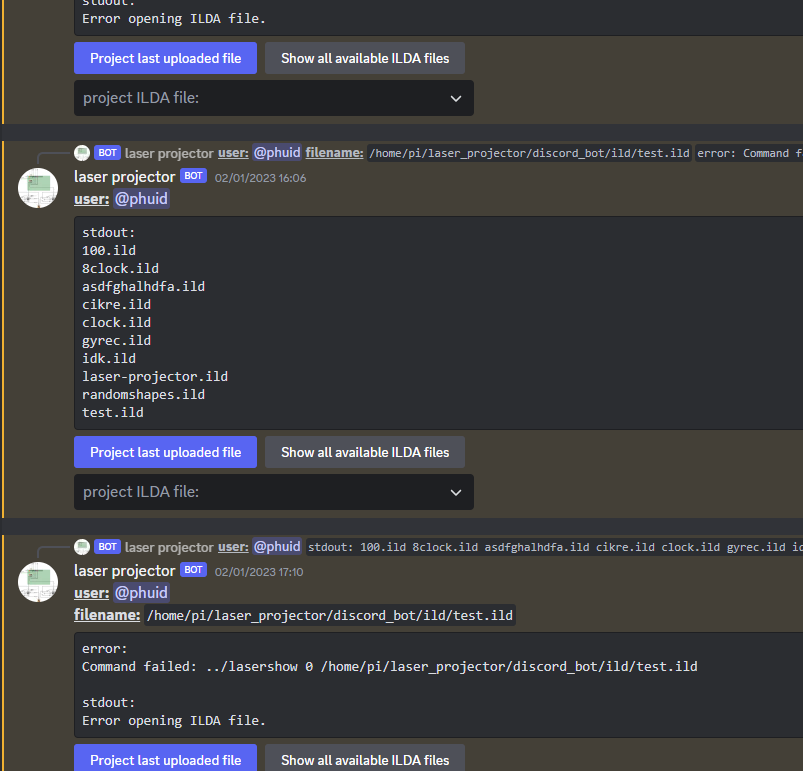 stdout:
Error opening ILDA file.
Project last uploaded file Show all available ILDA files
project ILDA file:
BOT laser projector user: @phuid filename: /home/pi/laser_projector/discord_bot/ild/test.ild error: Command f
laser projector BOT 02/01/2023 16:06
user: @phuid
stdout:
100.ild
8clock.ild
asdfghalhdfa.ild
cikre.ild
clock.ild
gyrec.ild
idk.ild
laser-projector.ild
randomshapes.ild
test.ild
Project last uploaded file Show all available ILDA files
project ILDA file:
BOT laser projector user: @phuid stdout: 100.ild 8clock.ild asdfghalhdfa.ild cikre.ild clock.ild gyrec.ild i
laser projector BOT 02/01/2023 17:10
user: @phuid
filename: /home/pi/laser_projector/discord_bot/ild/test.ild
error:
Command failed: ../lasershow 0 /home/pi/laser_projector/discord_bot/ild/test.ild
stdout:
Error opening ILDA file.
Project last uploaded file Show all available ILDA files